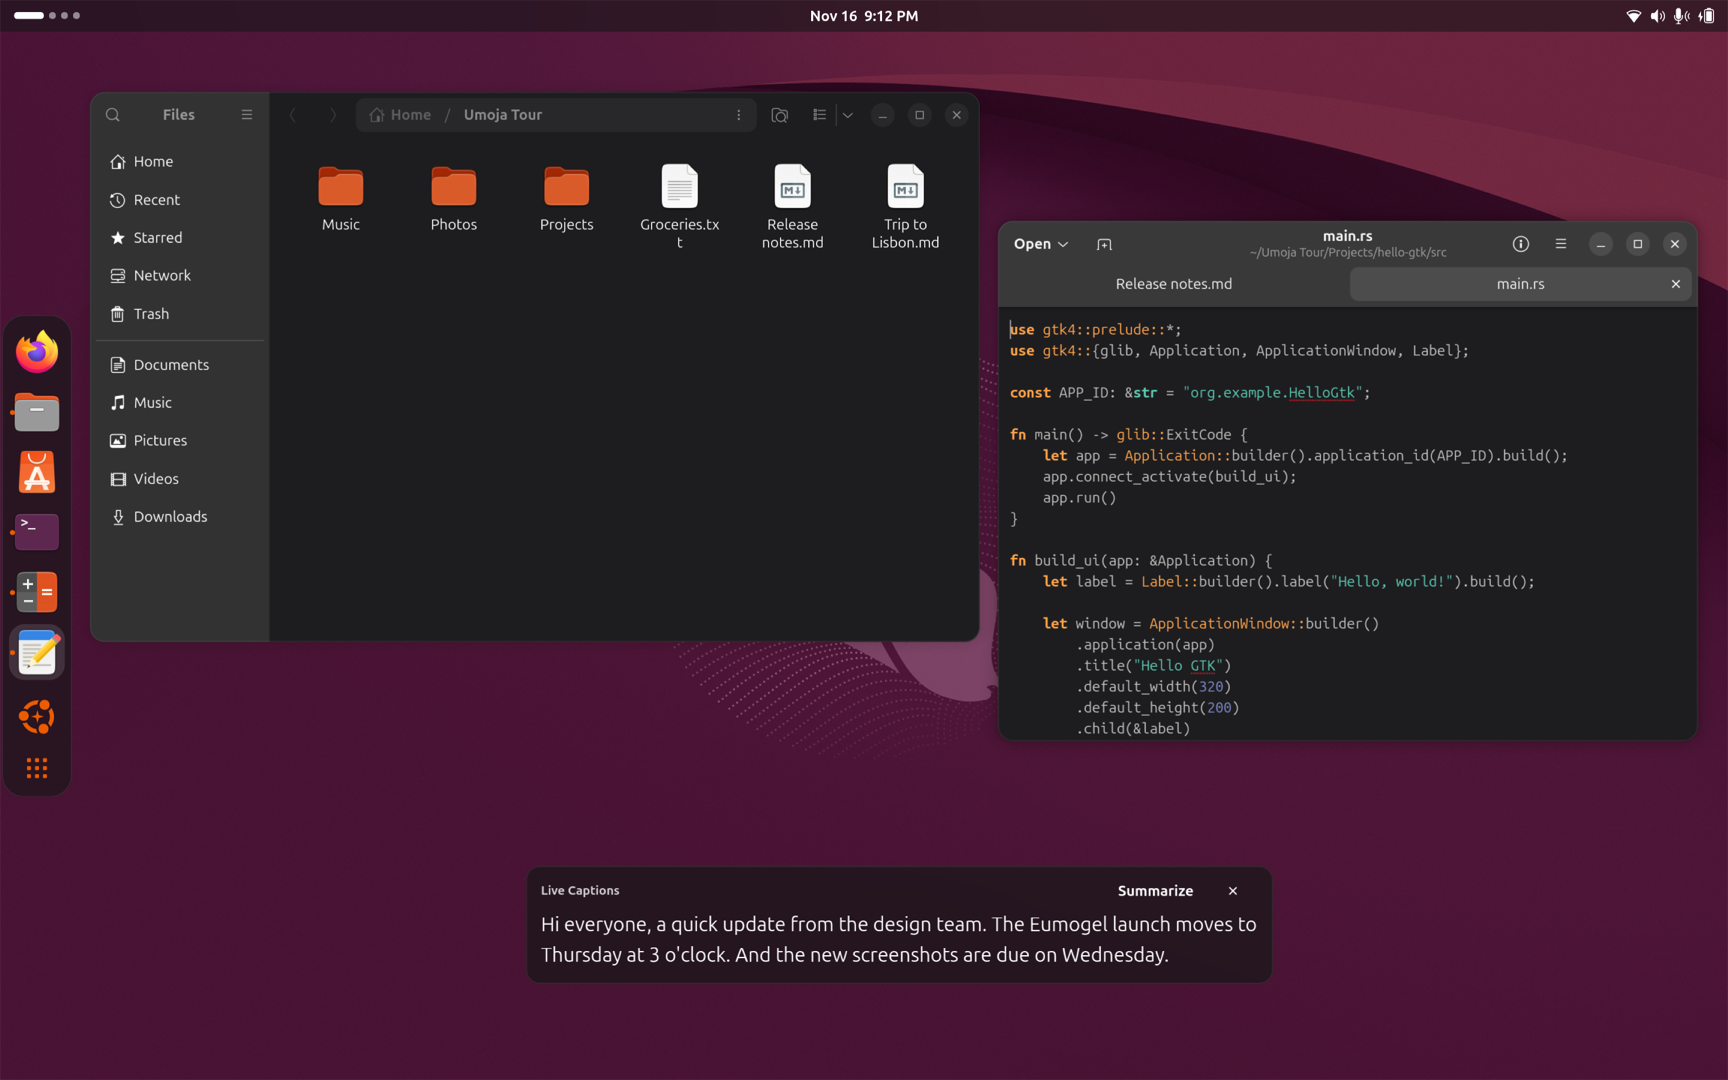 Nov 16 9:12 PM
Files
Home / Umoja Tour
Home
Recent
Starred
Network
Trash
Documents
Music
Pictures
Videos
Downloads
Music
Photos
Projects
Groceries.tx
t
Release
notes.md
Trip to
Lisbon.md
Open
main.rs
~/Umoja Tour/Projects/hello-gtk/src
Release notes.md
main.rs
use gtk4::prelude::*;
use gtk4::{glib, Application, ApplicationWindow, Label};
const APP_ID: &str = "org.example.HelloGtk";
fn main() -> glib::ExitCode {
    let app = Application::builder().application_id(APP_ID).build();
    app.connect_activate(build_ui);
    app.run()
}
fn build_ui(app: &Application) {
    let label = Label::builder().label("Hello, world!").build();
    let window = ApplicationWindow::builder()
        .application(app)
        .title("Hello GTK")
        .default_width(320)
        .default_height(200)
        .child(&label)
Live Captions
Summarize
Hi everyone, a quick update from the design team. The Eumogel launch moves to
Thursday at 3 o'clock. And the new screenshots are due on Wednesday.